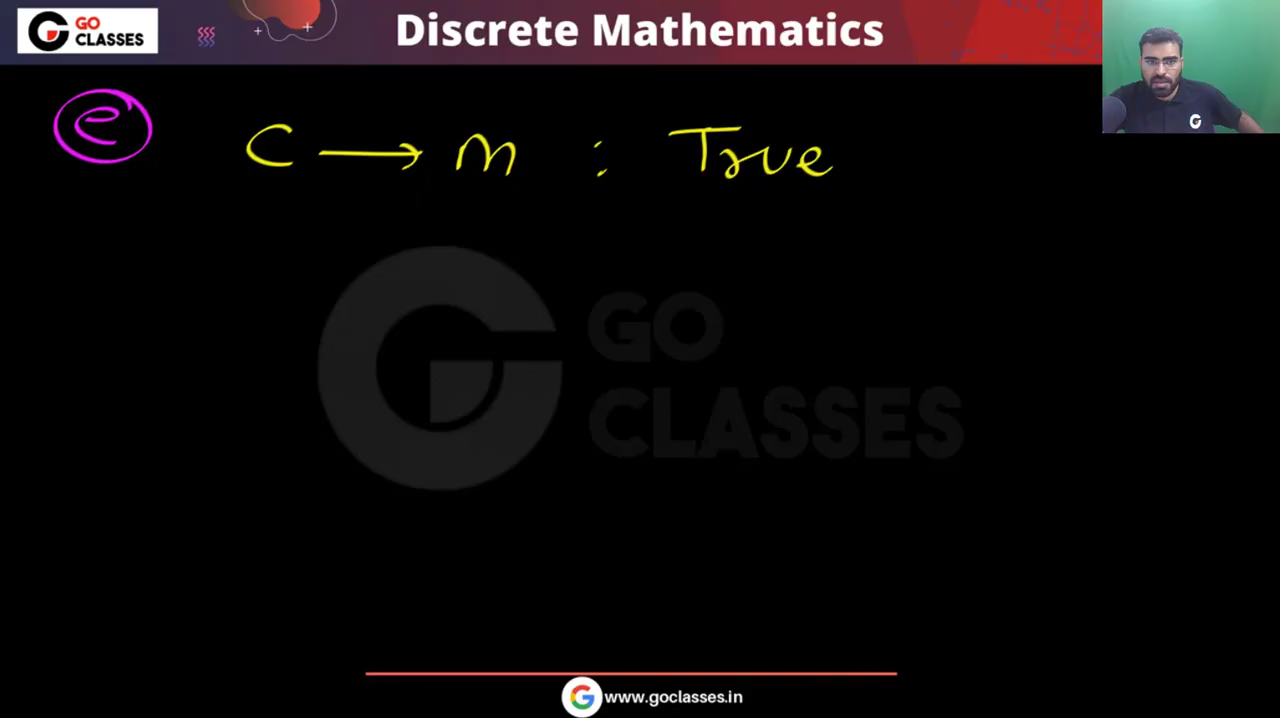 GO
CLASSES
Discrete Mathematics
G
e
C → M : True
GO
CLASSES
www.goclasses.in